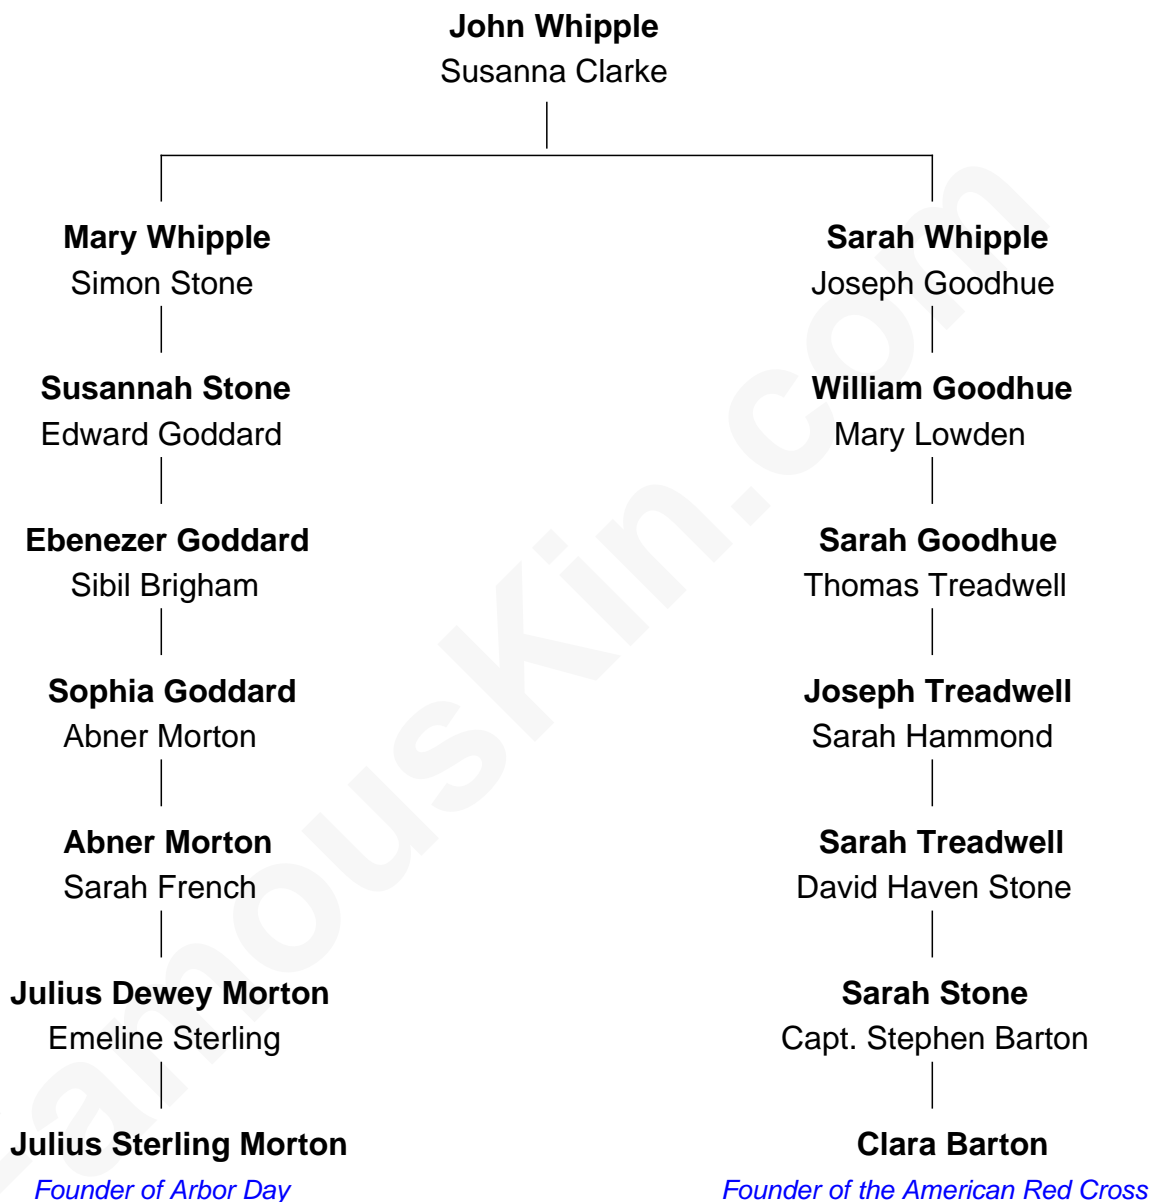 John Whipple
Susanna Clarke
Mary Whipple
Simon Stone
Sarah Whipple
Joseph Goodhue
Susannah Stone
Edward Goddard
William Goodhue
Mary Lowden
Ebenezer Goddard
Sibil Brigham
Sarah Goodhue
Thomas Treadwell
Sophia Goddard
Abner Morton
Joseph Treadwell
Sarah Hammond
Abner Morton
Sarah French
Sarah Treadwell
David Haven Stone
Julius Dewey Morton
Emeline Sterling
Sarah Stone
Capt. Stephen Barton
Julius Sterling Morton
Founder of Arbor Day
Clara Barton
Founder of the American Red Cross
FamousKin.com